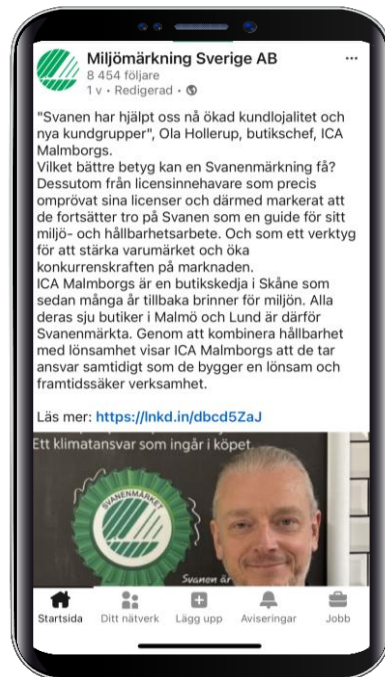 Miljömärkning Sverige AB
8 454 följare
1 v • Redigerad •
"Svanen har hjälpt oss nå ökad kundlojalitet och
nya kundgrupper", Ola Hollerup, butikschef, ICA
Malmborgs.
Vilket bättre betyg kan en Svanenmärkning få?
Dessutom från licensinnehavare som precis
omprövat sina licenser och därmed markerat att
de fortsätter tro på Svanen som en guide för sitt
miljö- och hållbarhetsarbete. Och som ett verktyg
för att stärka varumärket och öka
konkurrenskraften på marknaden.
ICA Malmborgs är en butikskedja i Skåne som
sedan många år tillbaka brinner för miljön. Alla
deras sju butiker i Malmö och Lund är därför
Svanenmärkta. Genom att kombinera hållbarhet
med lönsamhet visar ICA Malmborgs att de tar
ansvar samtidigt som de bygger en lönsam och
framtidssäker verksamhet.
Läs mer: https://lnkd.in/dbcd5ZaJ
Ett klimatansvar som ingår i köpet.
SVANENMÄRKET
Svanen är
Startsida Ditt nätverk Lägg upp Aviseringar Jobb